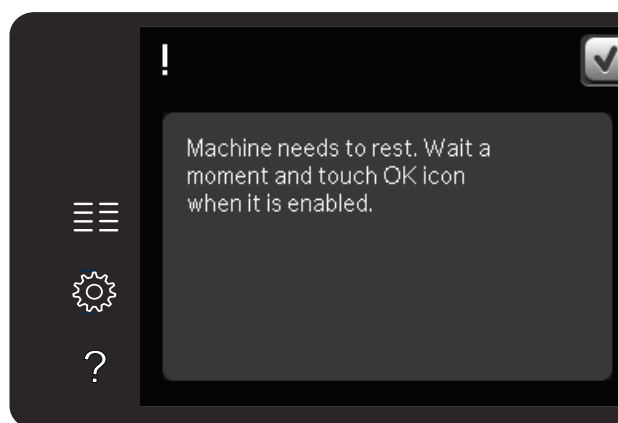 !
Machine needs to rest. Wait a
moment and touch OK icon
when it is enabled.
?